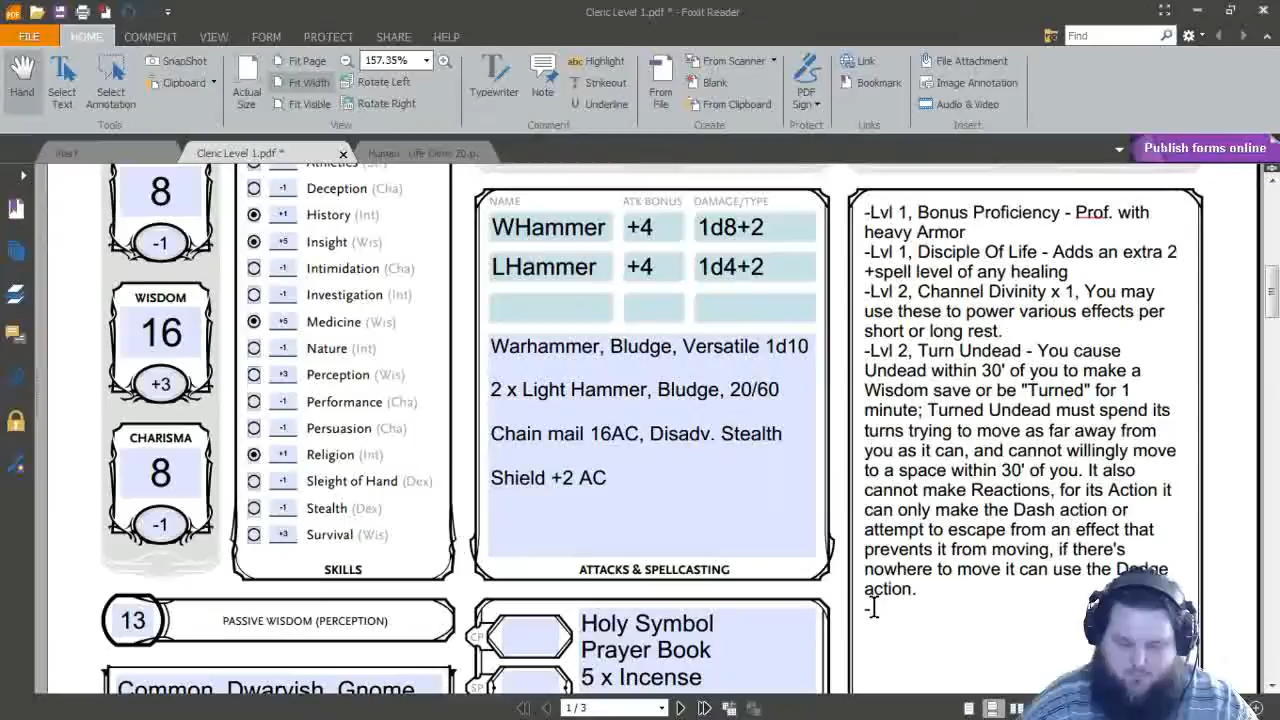 Cleric Level 1.pdf * - Foxit Reader
FILE
HOME
COMMENT
VIEW
FORM
PROTECT
SHARE
HELP
Find
Hand
Select
Text
Select
Annotation
SnapShot
Clipboard
Tools
Actual
Size
Fit Page
Fit Width
Fit Visible
157.35%
Rotate Left
Rotate Right
View
Typewriter
Note
Highlight
Strikeout
Underline
Comment
From
File
From Scanner
Blank
From Clipboard
Create
PDF
Sign
Protect
Link
Bookmark
Links
File Attachment
Image Annotation
Audio & Video
Insert
Start
Cleric Level 1.pdf *
Human
Publish forms online
8
-1
WISDOM
16
+3
CHARISMA
8
-1
-1 Deception (Cha)
+1 History (Int)
+5 Insight (Wis)
-1 Intimidation (Cha)
-1 Investigation (Int)
+5 Medicine (Wis)
-1 Nature (Int)
+3 Perception (Wis)
-1 Performance (Cha)
-1 Persuasion (Cha)
+1 Religion (Int)
-1 Sleight of Hand (Dex)
-1 Stealth (Dex)
+3 Survival (Wis)
SKILLS
13 PASSIVE WISDOM (PERCEPTION)
Common, Dwarvish, Gnome
NAME ATK BONUS DAMAGE/TYPE
WHammer +4 1d8+2
LHammer +4 1d4+2
Warhammer, Bludge, Versatile 1d10
2 x Light Hammer, Bludge, 20/60
Chain mail 16AC, Disadv. Stealth
Shield +2 AC
ATTACKS & SPELLCASTING
CP
SP
Holy Symbol
Prayer Book
5 x Incense
-Lvl 1, Bonus Proficiency - Prof. with
heavy Armor
-Lvl 1, Disciple Of Life - Adds an extra 2
+spell level of any healing
-Lvl 2, Channel Divinity x 1, You may
use these to power various effects per
short or long rest.
-Lvl 2, Turn Undead - You cause
Undead within 30' of you to make a
Wisdom save or be "Turned" for 1
minute; Turned Undead must spend its
turns trying to move as far away from
you as it can, and cannot willingly move
to a space within 30' of you. It also
cannot make Reactions, for its Action it
can only make the Dash action or
attempt to escape from an effect that
prevents it from moving, if there's
nowhere to move it can use the Dodge
action.
-
1 / 3